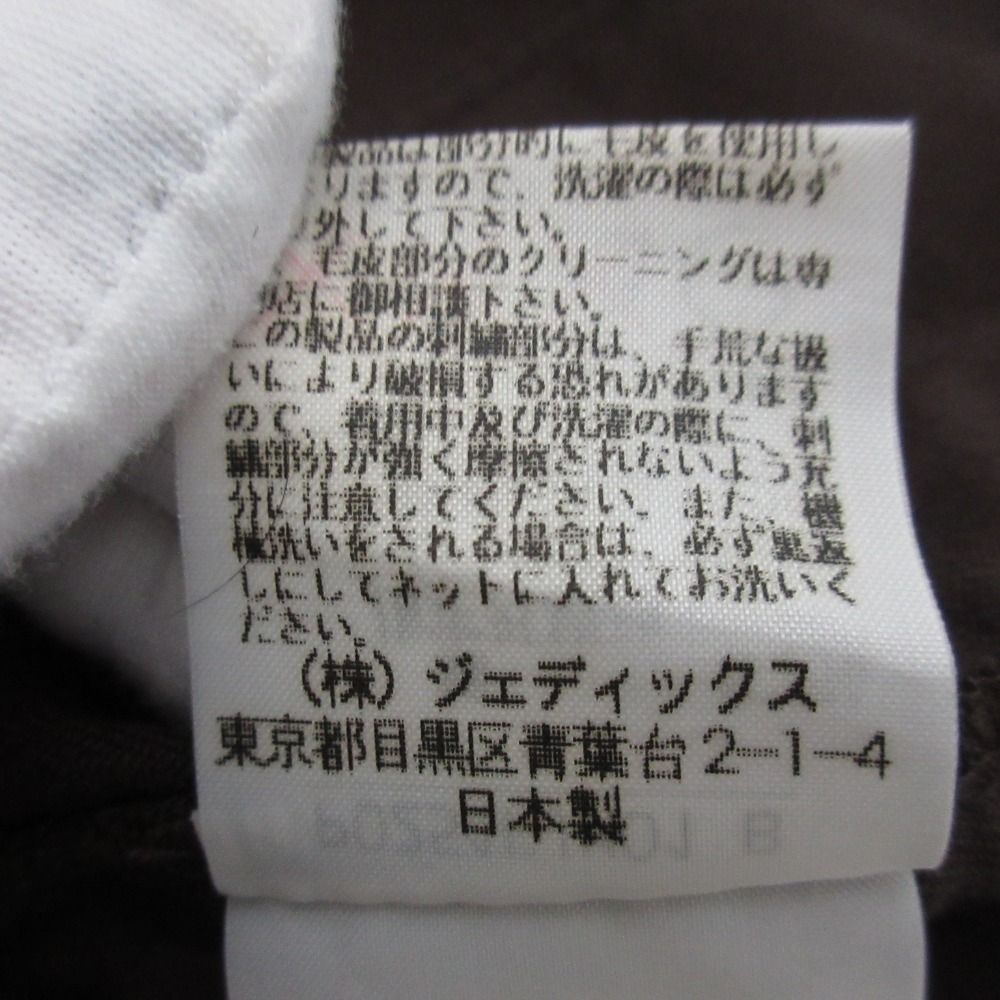 製品は部分的に毛皮を使用し
りますので、洗濯の際は必ず
外して下さい。
毛皮部分のクリーニングは専
店に御相談下さい。
この製品の刺繍部分は、手荒な扱
いにより破損する恐れがあります
ので、着用中及び洗濯の際に、刺
繍部分が強く摩擦されないよう充
分に注意してください。また、機
械洗いをされる場合は、必ず裏返
しにしてネットに入れてお洗いく
ださい。
(株)ジェディックス
東京都目黒区青葉台2-1-4
日本製